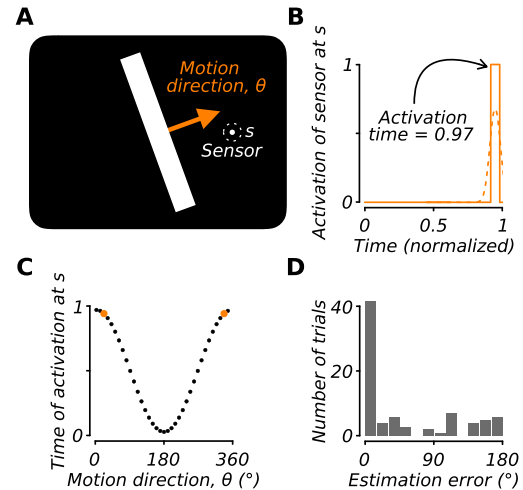 A
Motion
direction, θ
s
Sensor
B
Activation of sensor at s
1
0
Activation
time = 0.97
0
0.5
1
Time (normalized)
C
Time of activation at s
1
0
0
180
360
Motion direction, θ (°)
D
Number of trials
40
20
0
0
90
180
Estimation error (°)